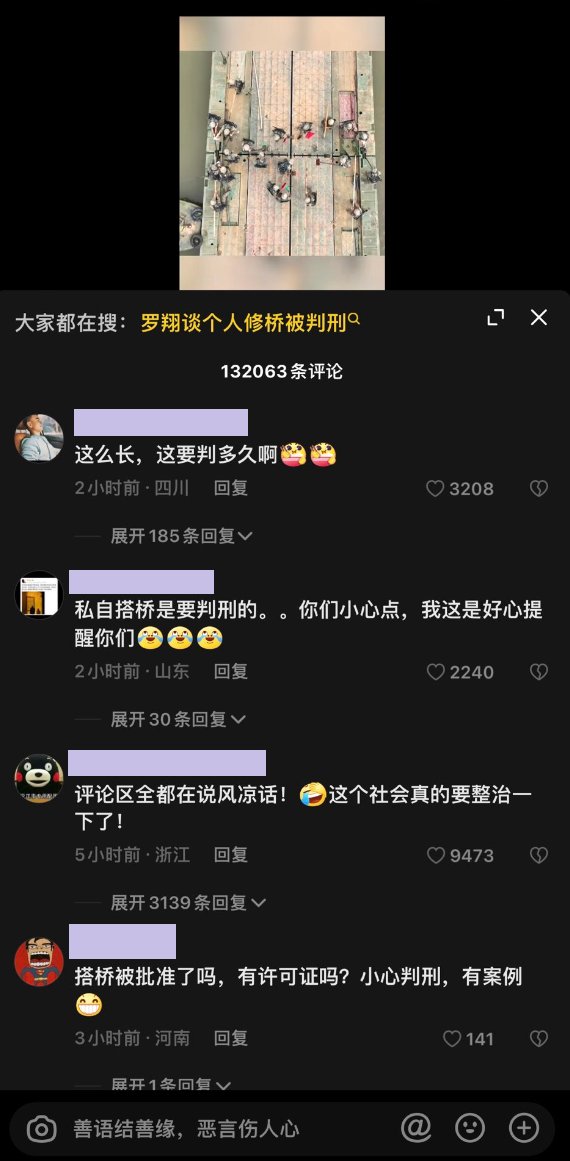 大家都在搜：罗翔谈个人修桥被判刑
132063条评论
这么长，这要判多久啊
2小时前·四川 回复
3208
展开185条回复
私自搭桥是要判刑的。。你们小心点，我这是好心提
醒你们
2小时前·山东 回复
2240
展开30条回复
评论区全都在说风凉话！🤣这个社会真的要整治一
下了！
5小时前·浙江 回复
9473
展开3139条回复
搭桥被批准了吗，有许可证吗？小心判刑，有案例
😁
3小时前·河南 回复
141
展开1条回复
善语结善缘，恶言伤人心